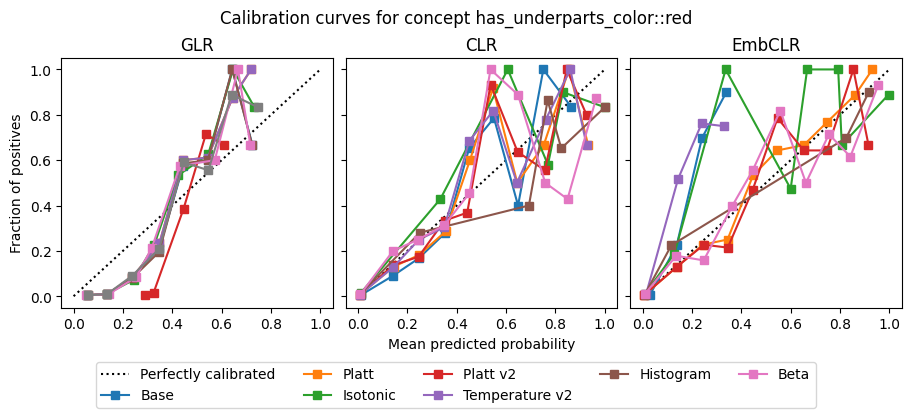 Calibration curves for concept has_underparts_color::red
GLR
CLR
EmbCLR
Fraction of positives
1.0
0.8
0.6
0.4
0.2
0.0
0.0 0.2 0.4 0.6 0.8 1.0
0.0 0.2 0.4 0.6 0.8 1.0
0.0 0.2 0.4 0.6 0.8 1.0
Mean predicted probability
Perfectly calibrated
Base
Platt
Isotonic
Platt v2
Temperature v2
Histogram
Beta